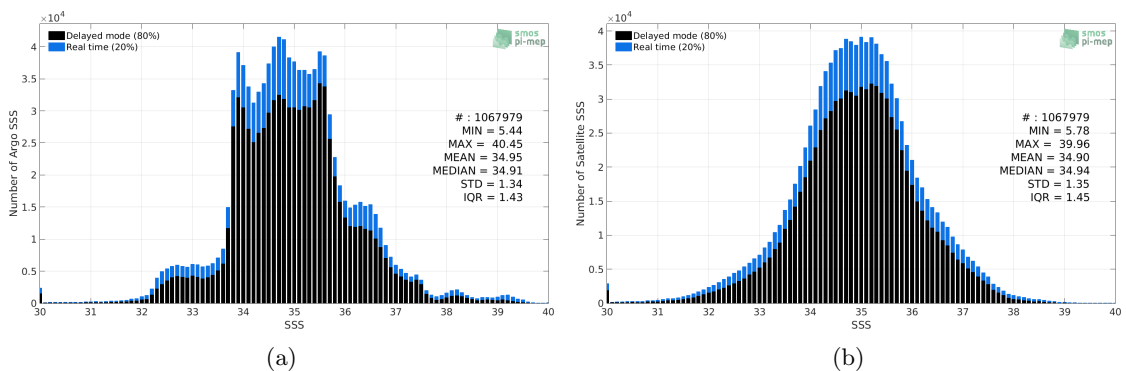 ×10⁴
Delayed mode (80%)
Real time (20%)
smos
pi-mep
4
3.5
3
2.5
2
1.5
1
0.5
0
Number of Argo SSS
# : 1067979
MIN = 5.44
MAX = 40.45
MEAN = 34.95
MEDIAN = 34.91
STD = 1.34
IQR = 1.43
30 31 32 33 34 35 36 37 38 39 40
SSS
(a)
×10⁴
Delayed mode (80%)
Real time (20%)
smos
pi-mep
4
3.5
3
2.5
2
1.5
1
0.5
0
Number of Satellite SSS
# : 1067979
MIN = 5.78
MAX = 39.96
MEAN = 34.90
MEDIAN = 34.94
STD = 1.35
IQR = 1.45
30 31 32 33 34 35 36 37 38 39 40
SSS
(b)